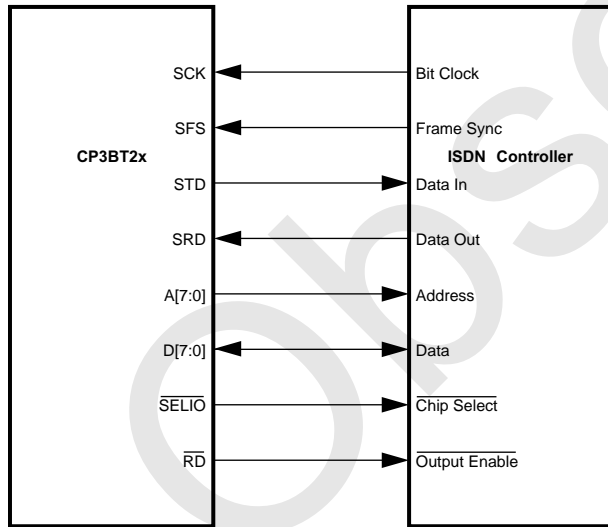 SCK Bit Clock
SFS Frame Sync
CP3BT2x ISDN Controller
STD Data In
SRD Data Out
A[7:0] Address
D[7:0] Data
SELIO Chip Select
RD Output Enable
Obs